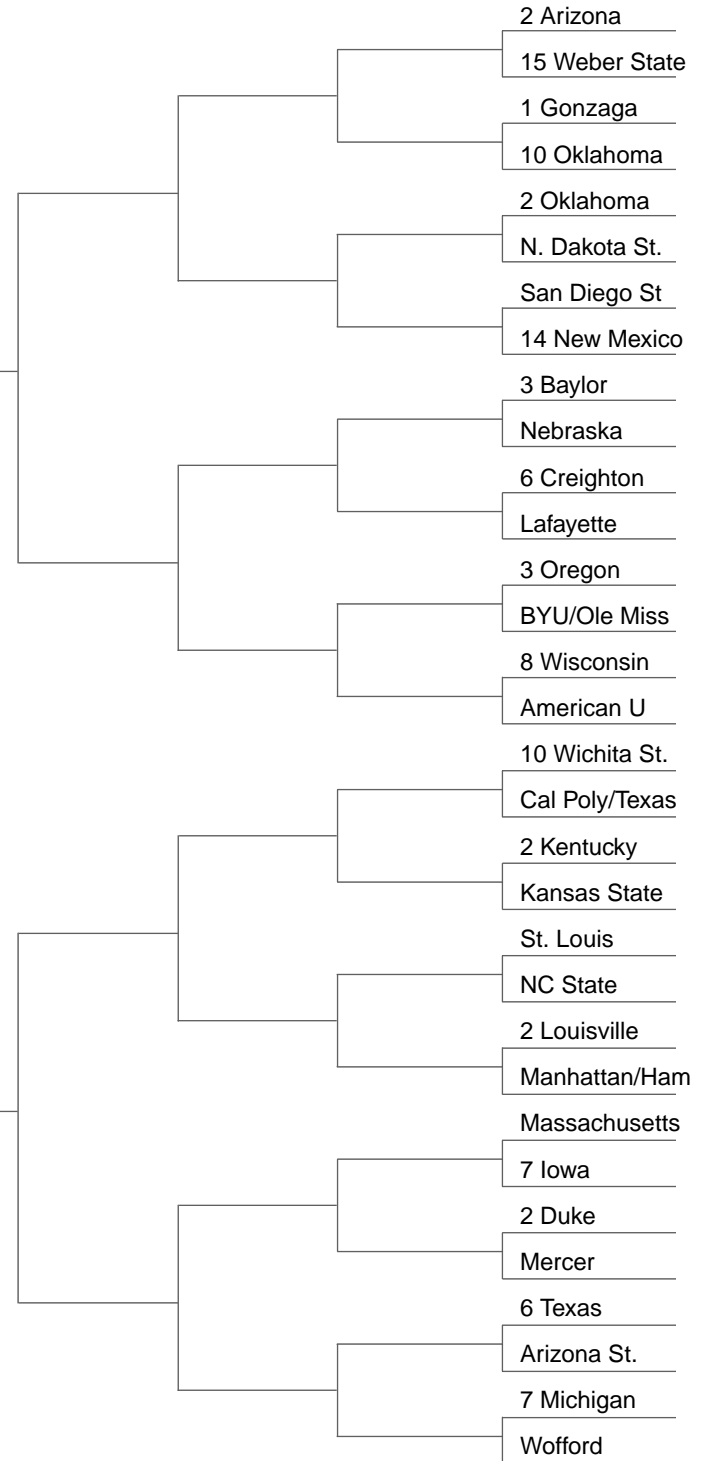 2 Arizona
15 Weber State
1 Gonzaga
10 Oklahoma
2 Oklahoma
N. Dakota St.
San Diego St
14 New Mexico
3 Baylor
Nebraska
6 Creighton
Lafayette
3 Oregon
BYU/Ole Miss
8 Wisconsin
American U
10 Wichita St.
Cal Poly/Texas
2 Kentucky
Kansas State
St. Louis
NC State
2 Louisville
Manhattan/Ham
Massachusetts
7 Iowa
2 Duke
Mercer
6 Texas
Arizona St.
7 Michigan
Wofford